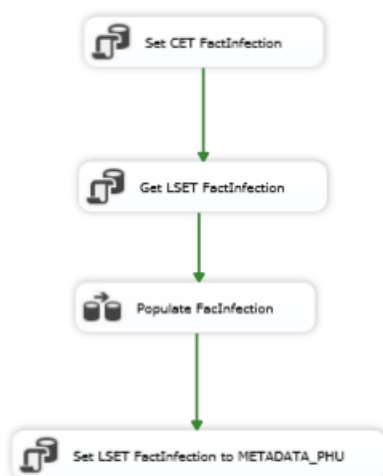 Set CET FactInfection
Get LSET FactInfection
Populate FacInfection
Set LSET FactInfection to METADATA_PHU